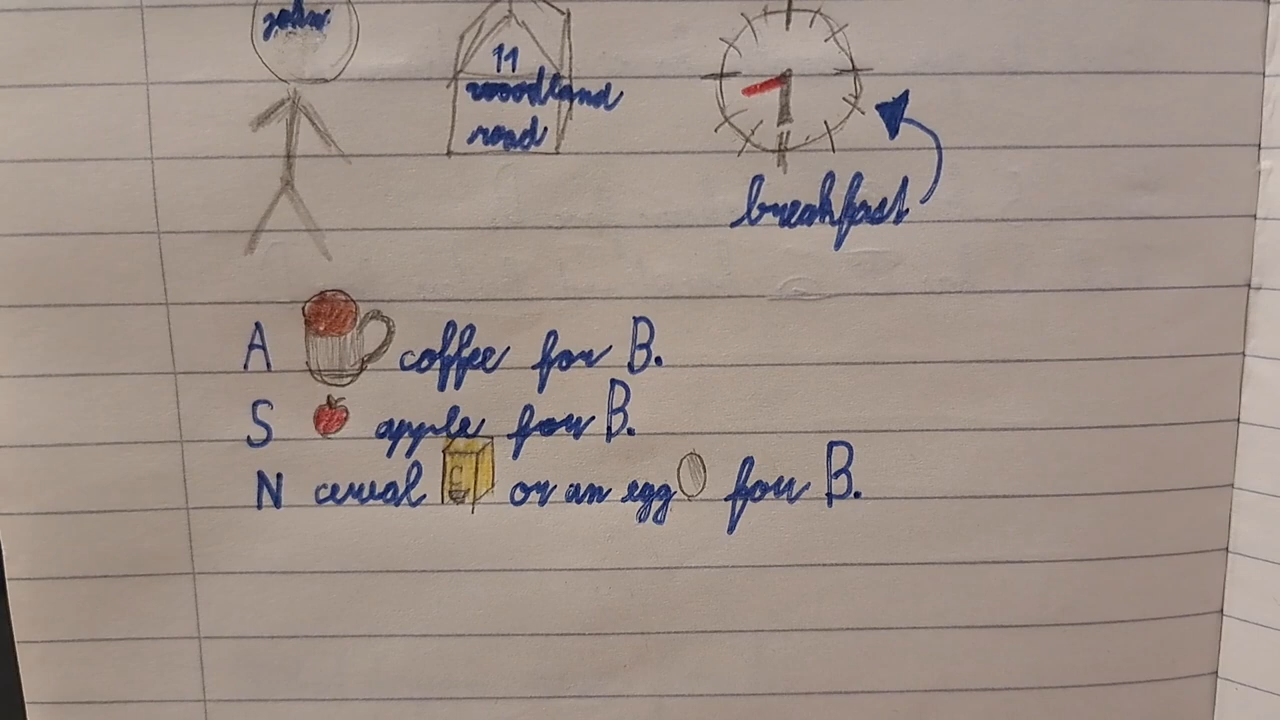 john
11
woodland
road
breakfast
A coffee for B.
S apple for B.
N cereal C or an egg for B.